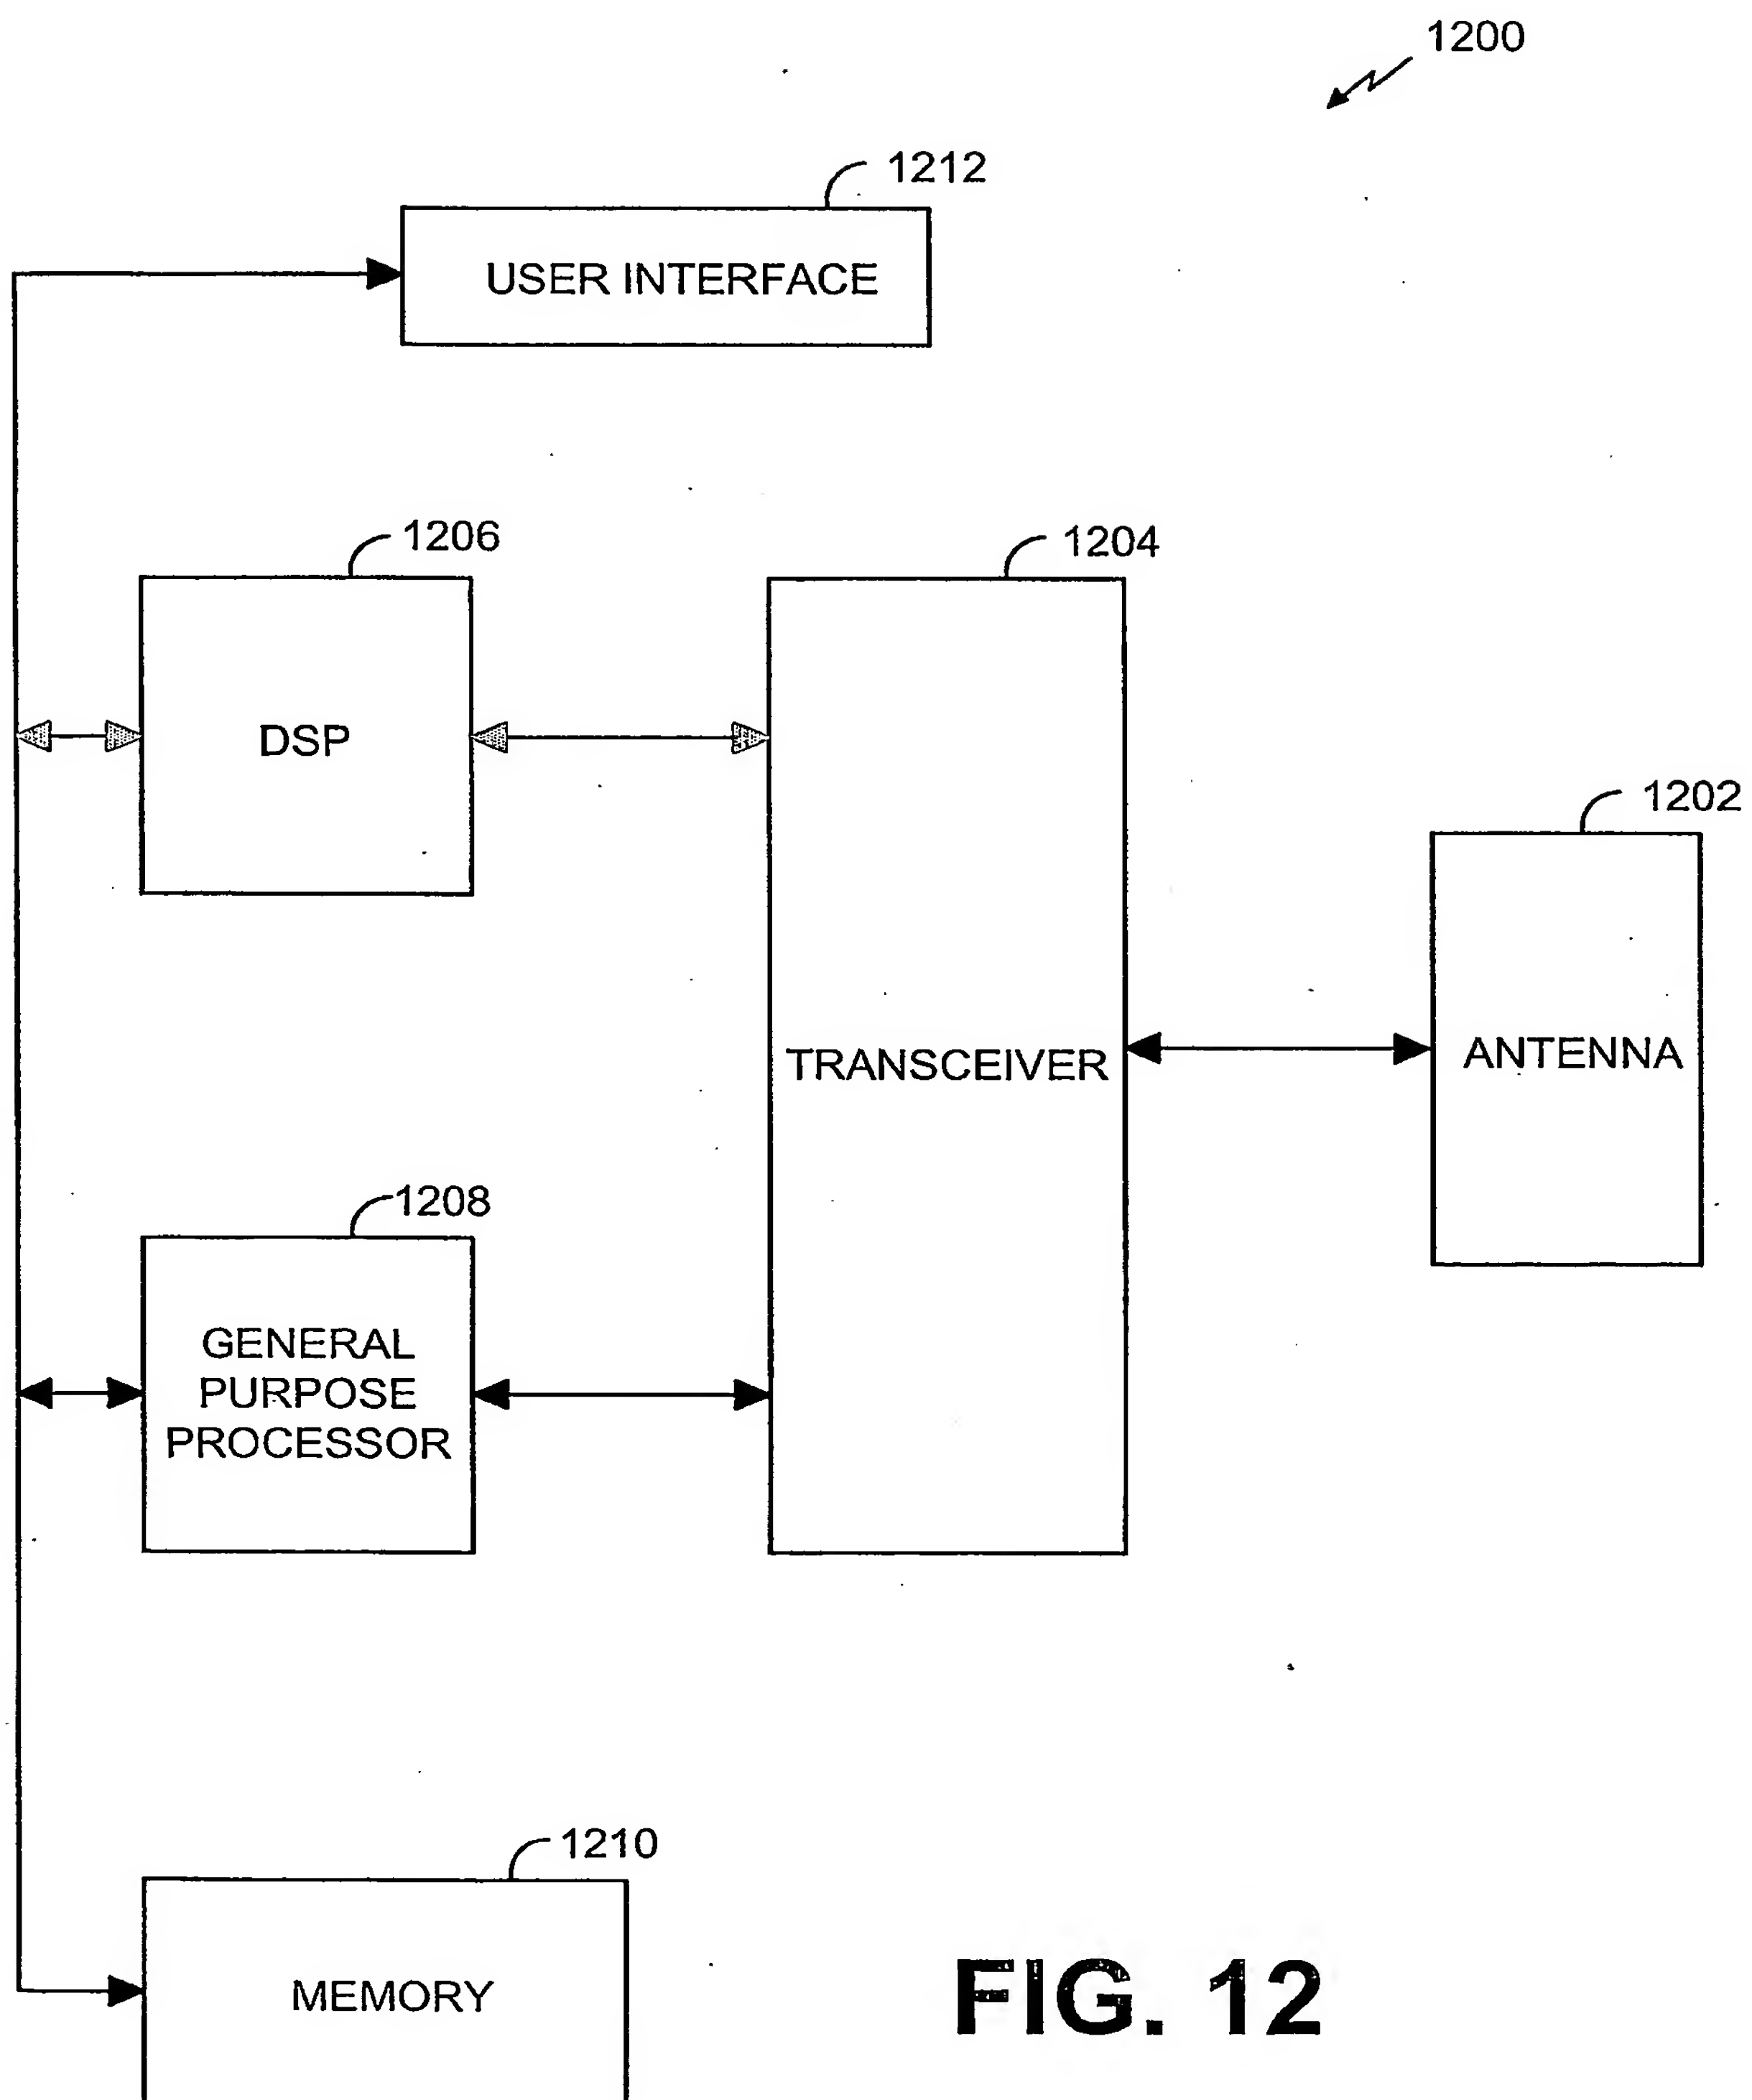 1200
1212
USER INTERFACE
1206
1204
DSP
1202
TRANSCEIVER
ANTENNA
1208
GENERAL
PURPOSE
PROCESSOR
1210
MEMORY
FIG. 12